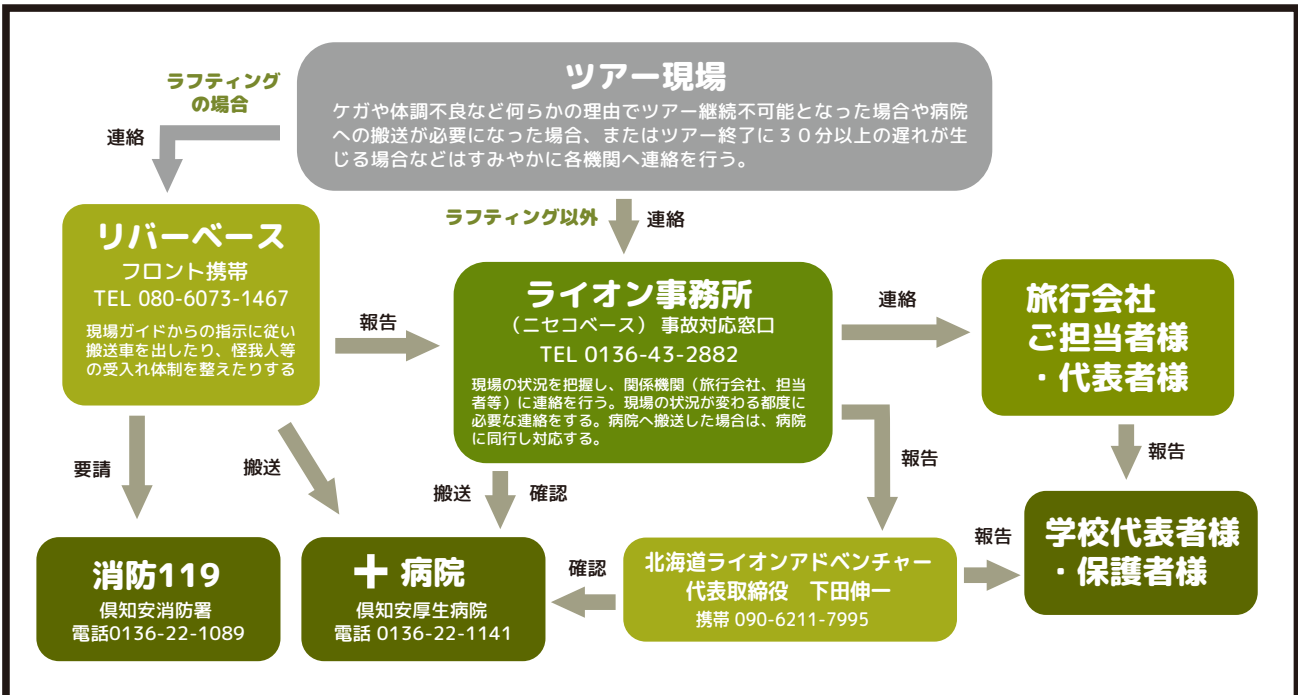 ツアー現場
ケガや体調不良など何らかの理由でツアー継続不可能となった場合や病院
への搬送が必要になった場合、またはツアー終了に３０分以上の遅れが生
じる場合などはすみやかに各機関へ連絡を行う。
ラフティング
の場合
連絡
ラフティング以外
連絡
リバーベース
フロント携帯
TEL 080-6073-1467
現場ガイドからの指示に従い
搬送車を出したり、怪我人等
の受入れ体制を整えたりする
報告
ライオン事務所
（ニセコベース） 事故対応窓口
TEL 0136-43-2882
現場の状況を把握し、関係機関（旅行会社、担当
者等）に連絡を行う。現場の状況が変わる都度に
必要な連絡をする。病院へ搬送した場合は、病院
に同行し対応する。
連絡
旅行会社
ご担当者様
・代表者様
要請
搬送
搬送
確認
報告
報告
消防119
倶知安消防署
電話0136-22-1089
病院
倶知安厚生病院
電話 0136-22-1141
確認
北海道ライオンアドベンチャー
代表取締役　下田伸一
携帯 090-6211-7995
報告
学校代表者様
・保護者様